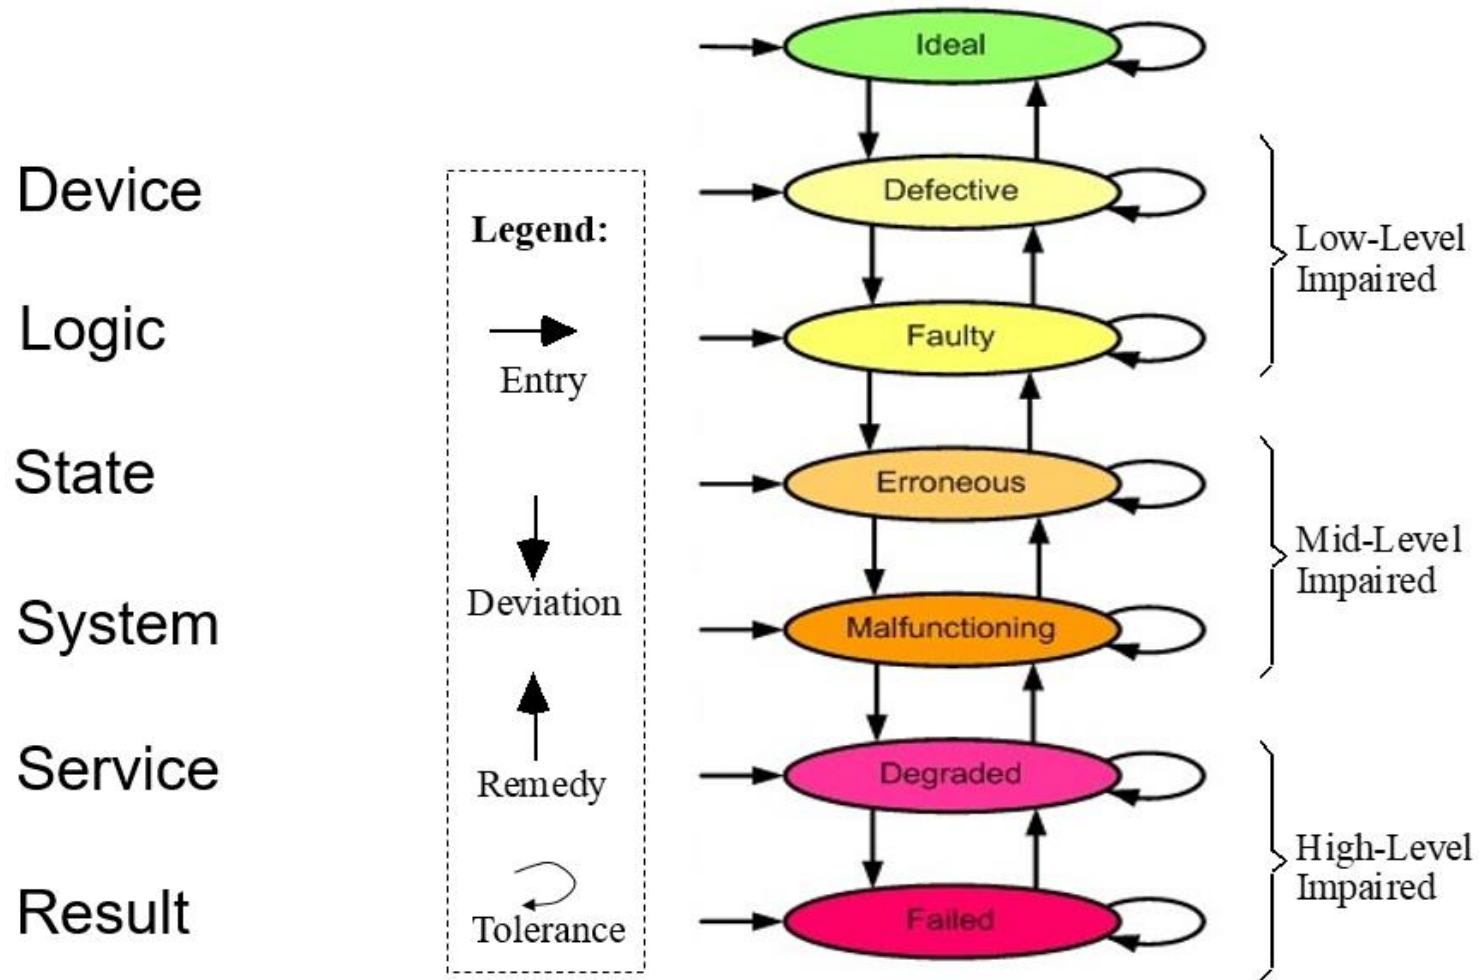 Ideal
Device
Defective
Legend:
Low-Level
Impaired
Logic
Faulty
Entry
State
Erroneous
Mid-Level
Impaired
Deviation
System
Malfunctioning
Service
Degraded
Remedy
High-Level
Impaired
Result
Failed
Tolerance